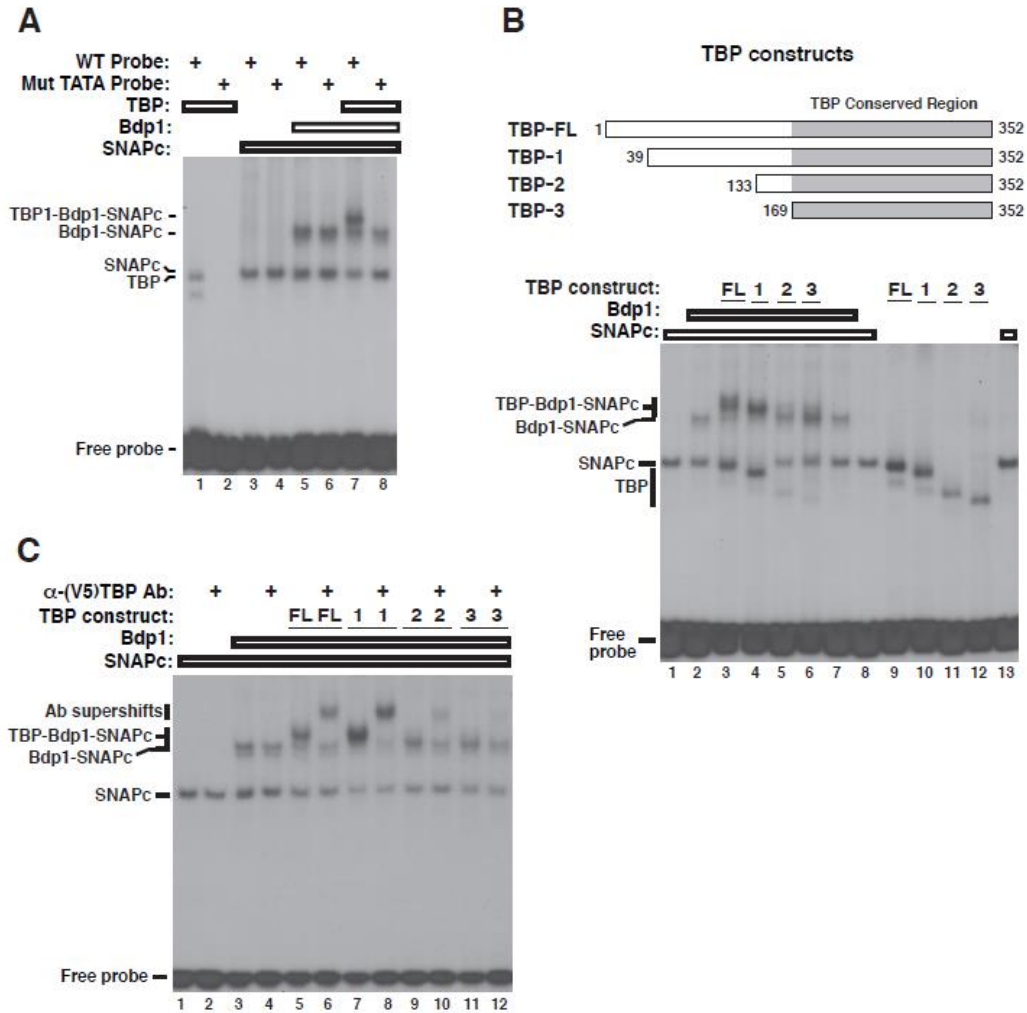 A
WT Probe: + + + +
Mut TATA Probe: + + + +
TBP:
Bdp1:
SNAPc:
TBP1-Bdp1-SNAPc
Bdp1-SNAPc
SNAPc
TBP
Free probe
1 2 3 4 5 6 7 8
B
TBP constructs
TBP Conserved Region
TBP-FL 1 352
TBP-1 39 352
TBP-2 133 352
TBP-3 169 352
TBP construct: FL 1 2 3 FL 1 2 3
Bdp1:
SNAPc:
TBP-Bdp1-SNAPc
Bdp1-SNAPc
SNAPc
TBP
Free
probe
1 2 3 4 5 6 7 8 9 10 11 12 13
C
α-(V5)TBP Ab: + + + + + +
TBP construct: FL FL 1 1 2 2 3 3
Bdp1:
SNAPc:
Ab supershifts
TBP-Bdp1-SNAPc
Bdp1-SNAPc
SNAPc
Free probe
1 2 3 4 5 6 7 8 9 10 11 12